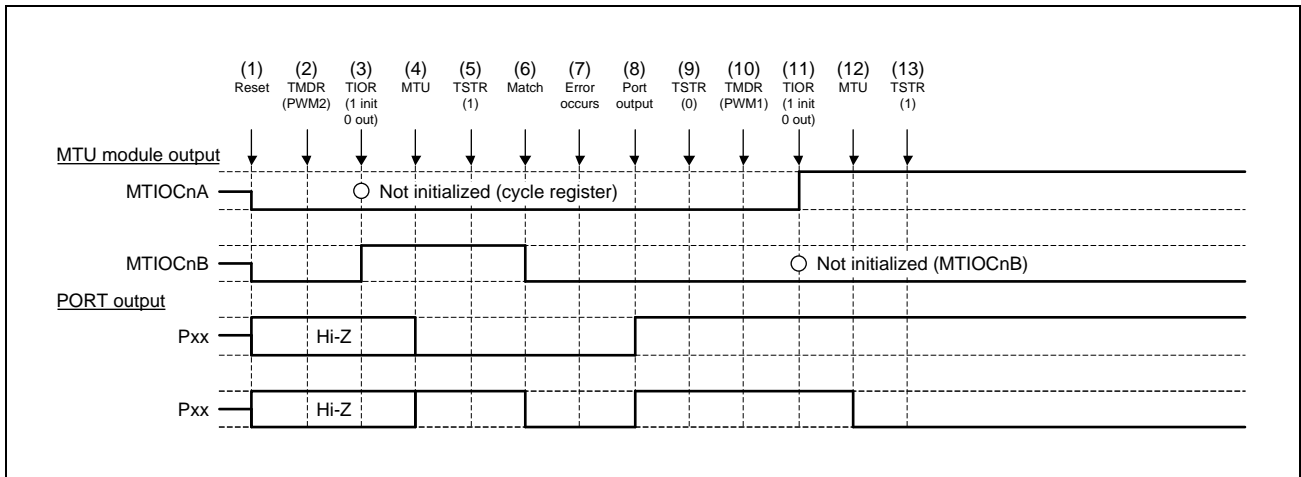 (1) (2) (3) (4) (5) (6) (7) (8) (9) (10) (11) (12) (13)
Reset TMDR TIOR MTU TSTR Match Error Port TSTR TMDR TIOR MTU TSTR
(PWM2) (1 init (1) occurs output (0) (PWM1) (1 init (1)
0 out) 0 out)
MTU module output
MTIOCnA Not initialized (cycle register)
MTIOCnB Not initialized (MTIOCnB)
PORT output
Pxx Hi-Z
Pxx Hi-Z